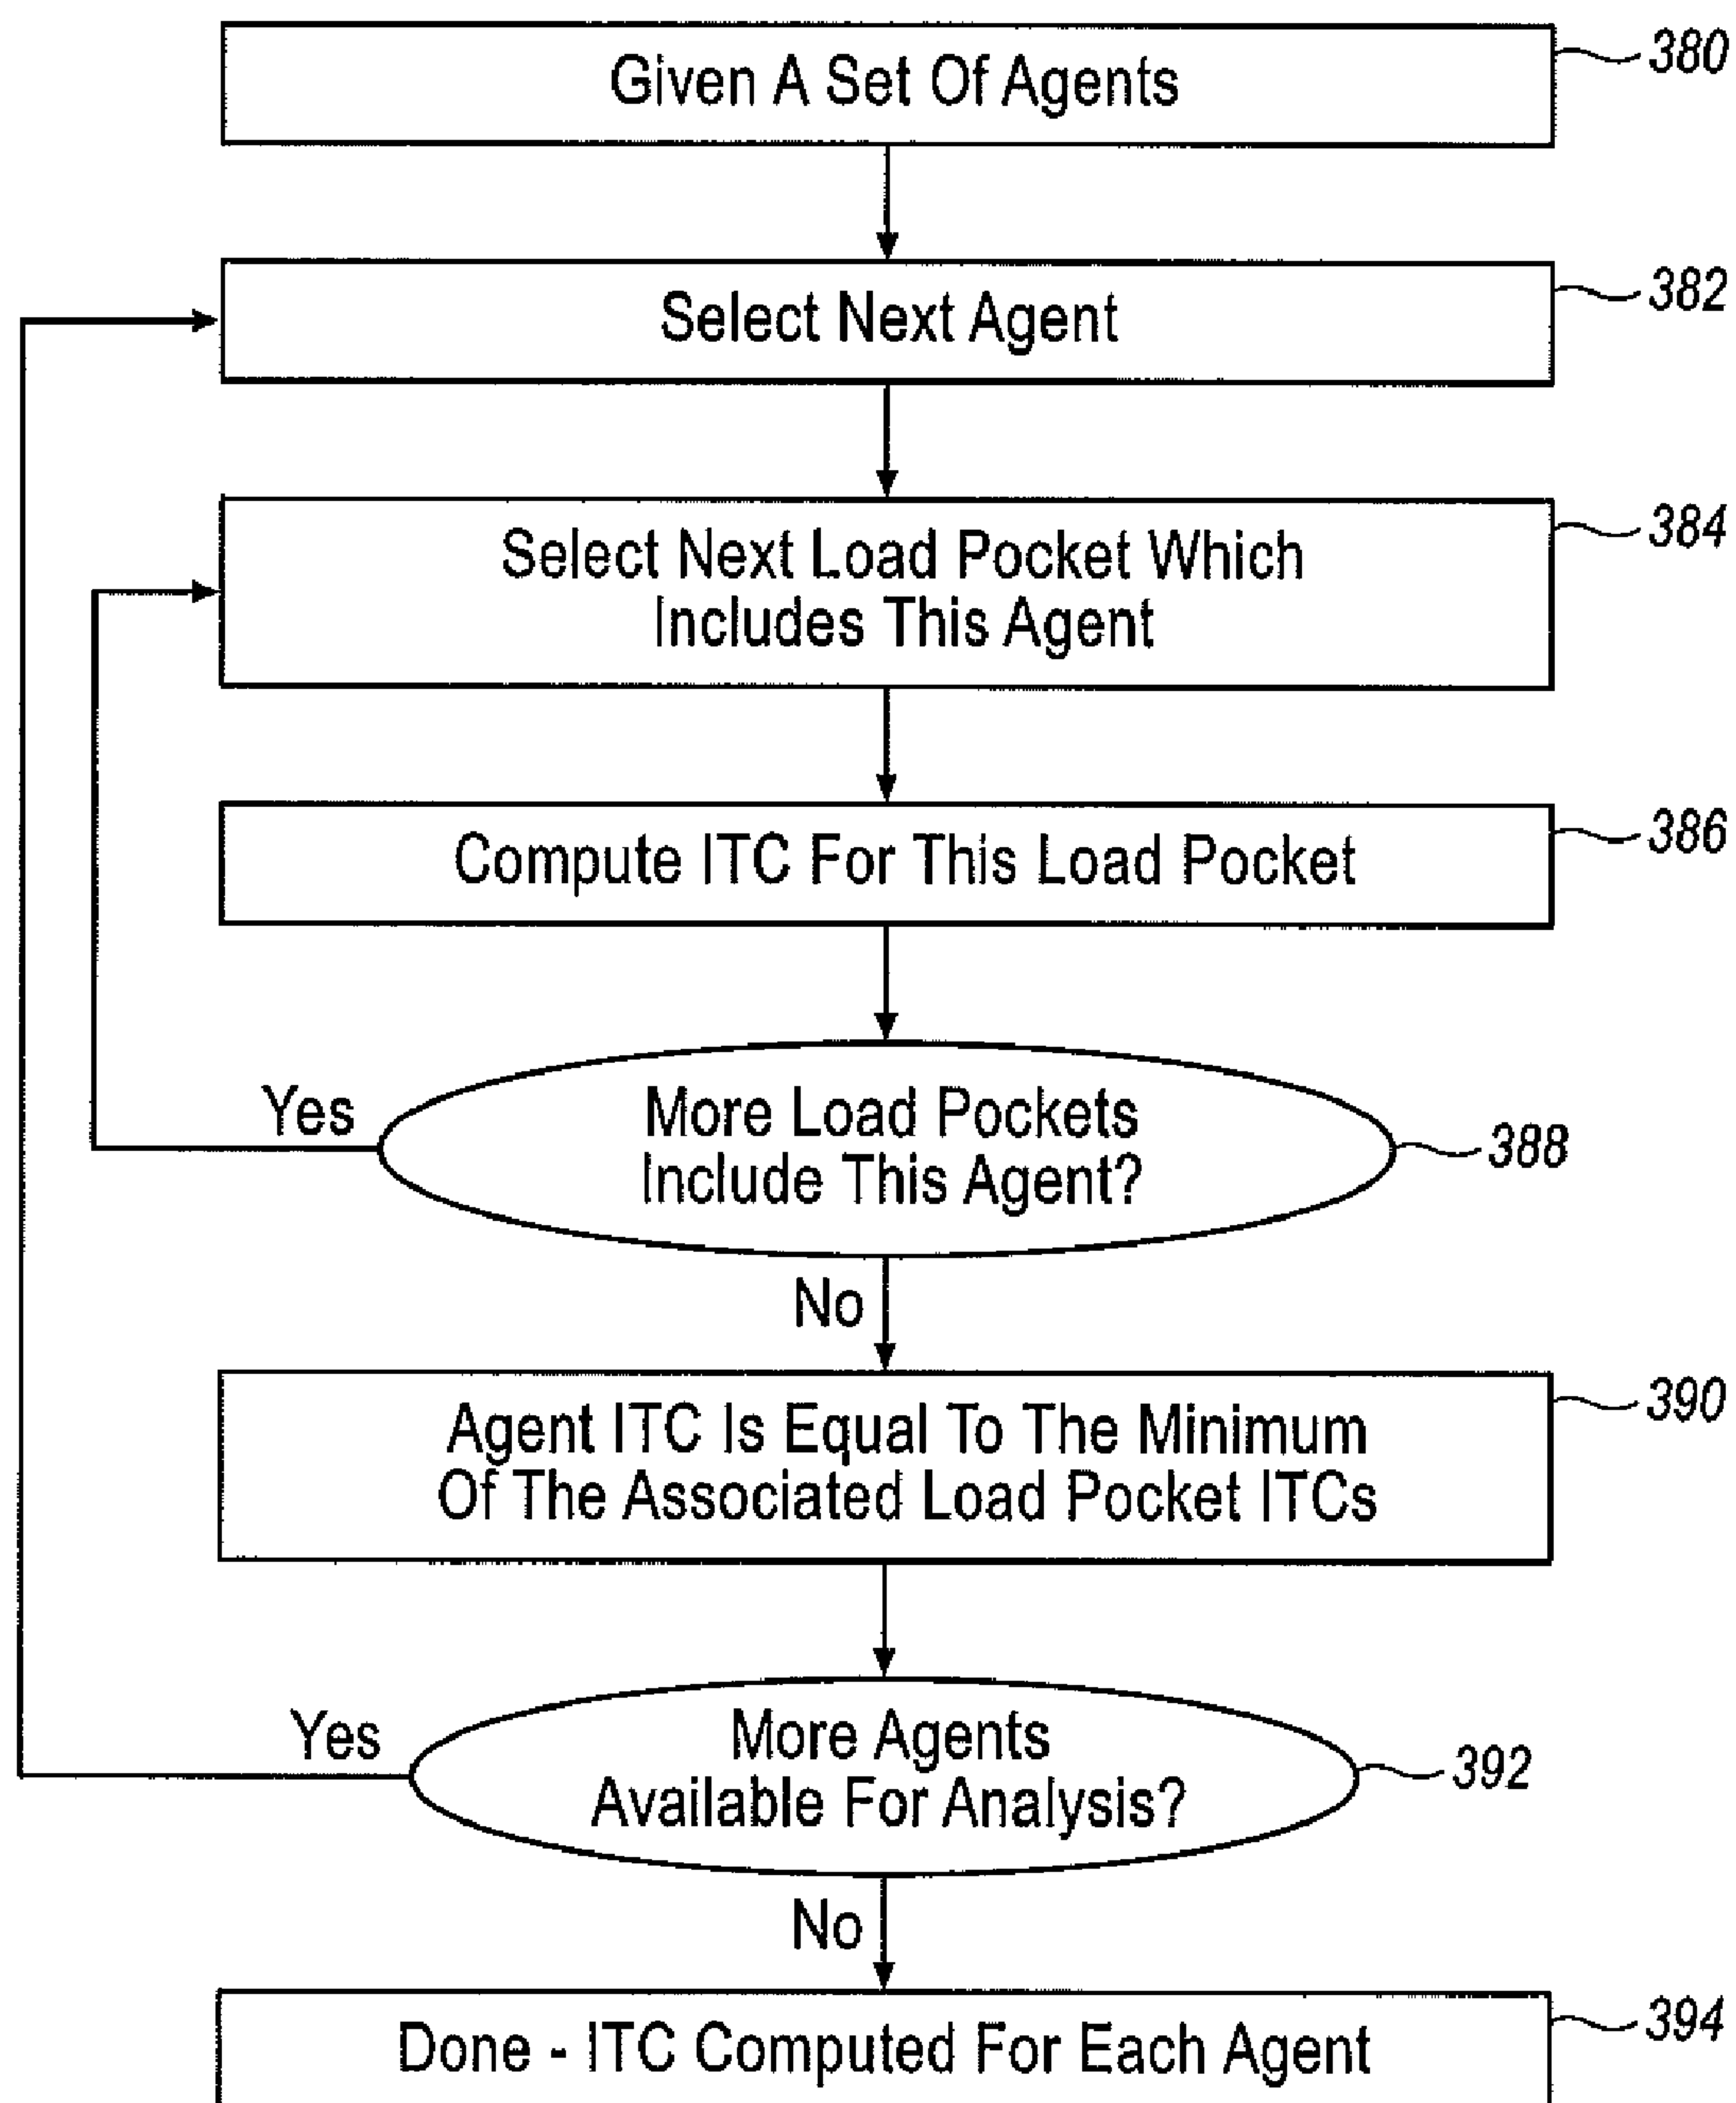 Given A Set Of Agents
380
Select Next Agent
382
Select Next Load Pocket Which
Includes This Agent
384
Compute ITC For This Load Pocket
386
Yes
More Load Pockets
Include This Agent?
388
No
Agent ITC Is Equal To The Minimum
Of The Associated Load Pocket ITCs
390
Yes
More Agents
Available For Analysis?
392
No
Done - ITC Computed For Each Agent
394